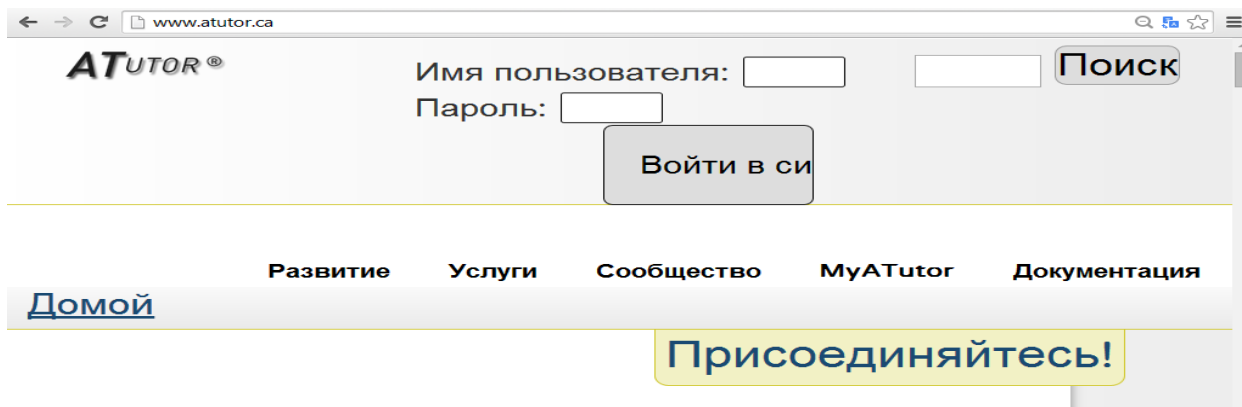 www.atutor.ca
ATUTOR®
Имя пользователя:
Поиск
Пароль:
Войти в си
Развитие Услуги Сообщество MyATutor Документация
Домой
Присоединяйтесь!